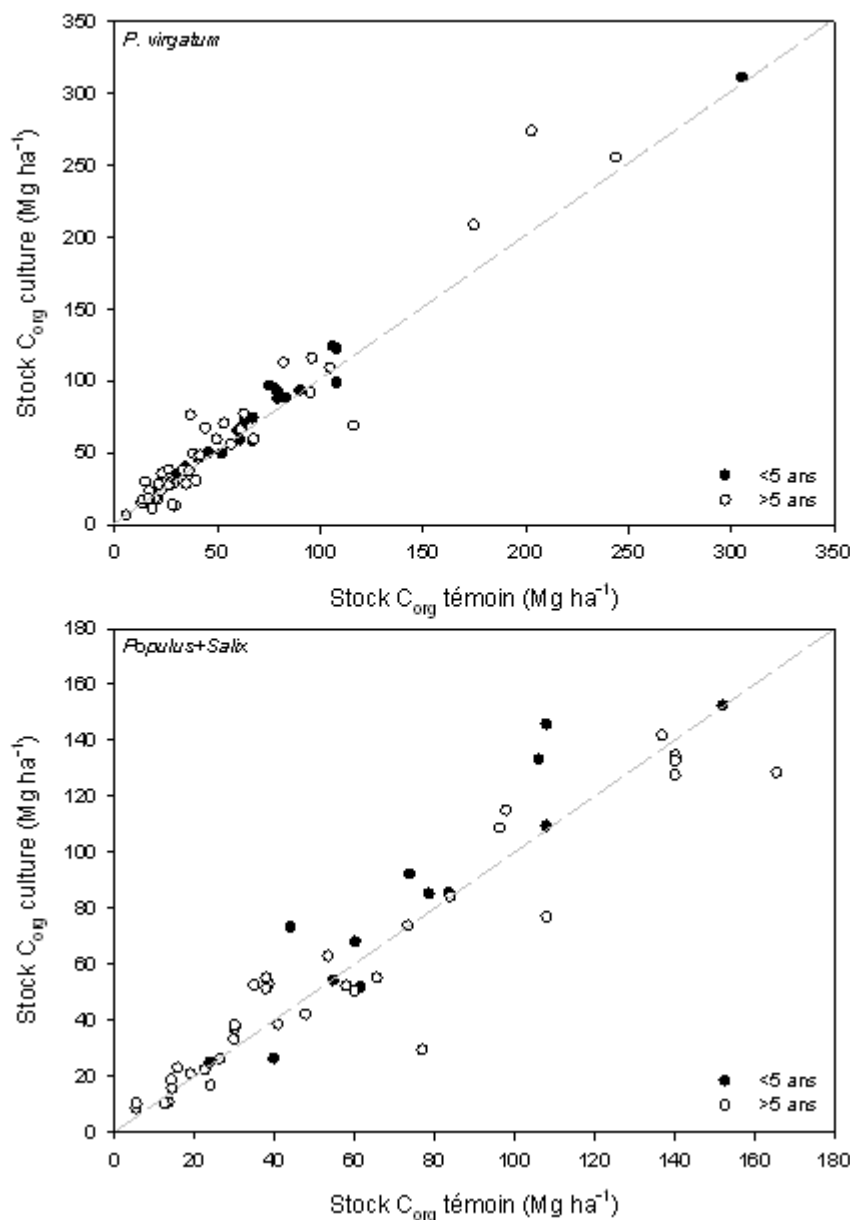 P. virgatum
350
300
250
200
150
100
50
0
Stock Corg culture (Mg ha⁻¹)
<5 ans
>5 ans
0 50 100 150 200 250 300 350
Stock Corg témoin (Mg ha⁻¹)
Populus+Salix
180
160
140
120
100
80
60
40
20
0
Stock Corg culture (Mg ha⁻¹)
<5 ans
>5 ans
0 20 40 60 80 100 120 140 160 180
Stock Corg témoin (Mg ha⁻¹)